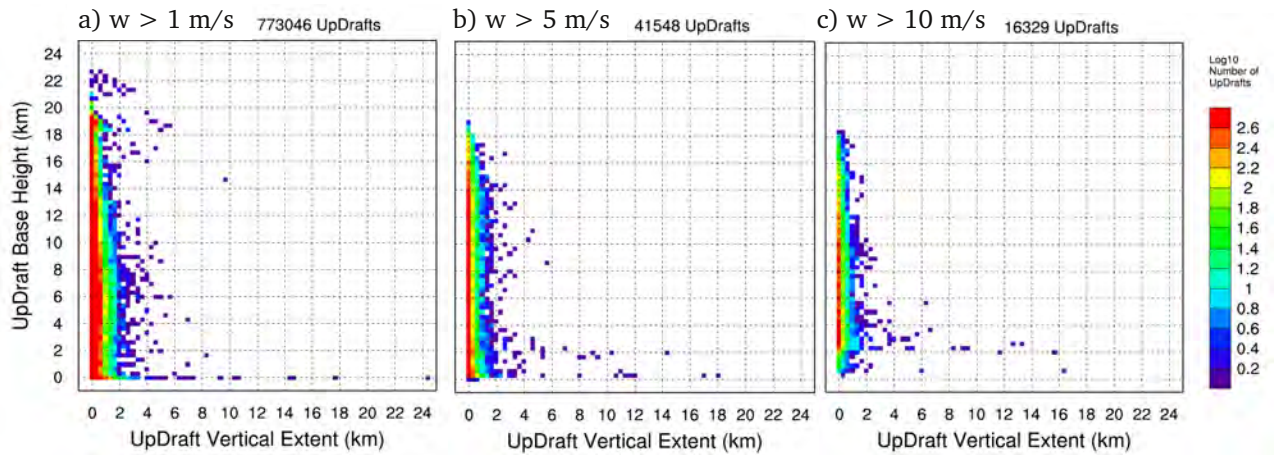 a) w > 1 m/s 773046 UpDrafts
b) w > 5 m/s 41548 UpDrafts
c) w > 10 m/s 16329 UpDrafts
UpDraft Base Height (km)
24
22
20
18
16
14
12
10
8
6
4
2
0
0 2 4 6 8 10 12 14 16 18 20 22 24
0 2 4 6 8 10 12 14 16 18 20 22 24
0 2 4 6 8 10 12 14 16 18 20 22 24
UpDraft Vertical Extent (km)
UpDraft Vertical Extent (km)
UpDraft Vertical Extent (km)
Log10
Number of
UpDrafts
2.6
2.4
2.2
2
1.8
1.6
1.4
1.2
1
0.8
0.6
0.4
0.2